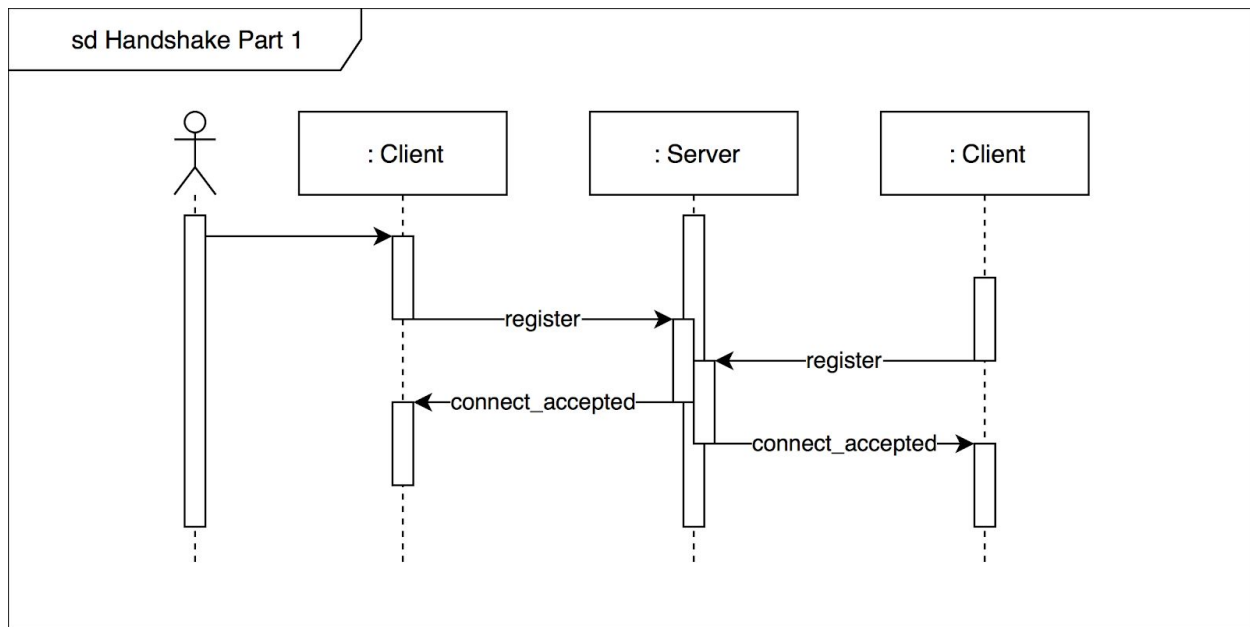 sd Handshake Part 1
: Client
: Server
: Client
register
register
connect_accepted
connect_accepted